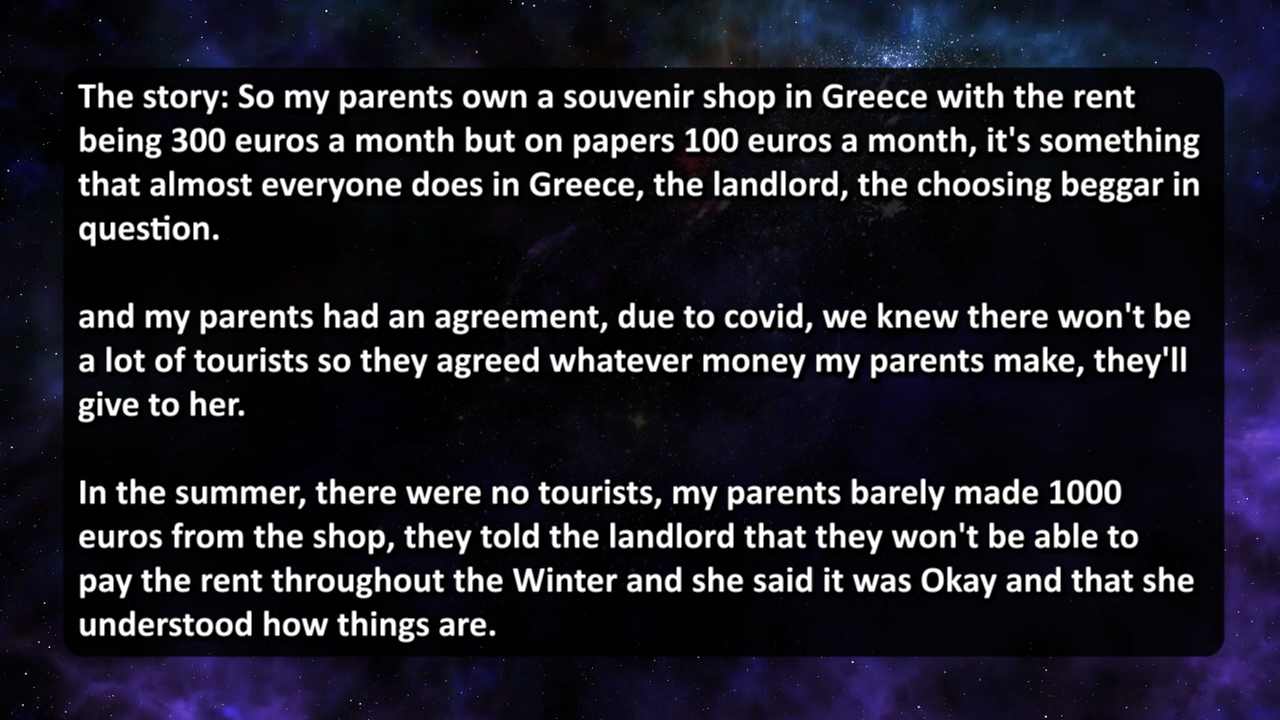 The story: So my parents own a souvenir shop in Greece with the rent
being 300 euros a month but on papers 100 euros a month, it's something
that almost everyone does in Greece, the landlord, the choosing beggar in
question.
and my parents had an agreement, due to covid, we knew there won't be
a lot of tourists so they agreed whatever money my parents make, they'll
give to her.
In the summer, there were no tourists, my parents barely made 1000
euros from the shop, they told the landlord that they won't be able to
pay the rent throughout the Winter and she said it was Okay and that she
understood how things are.